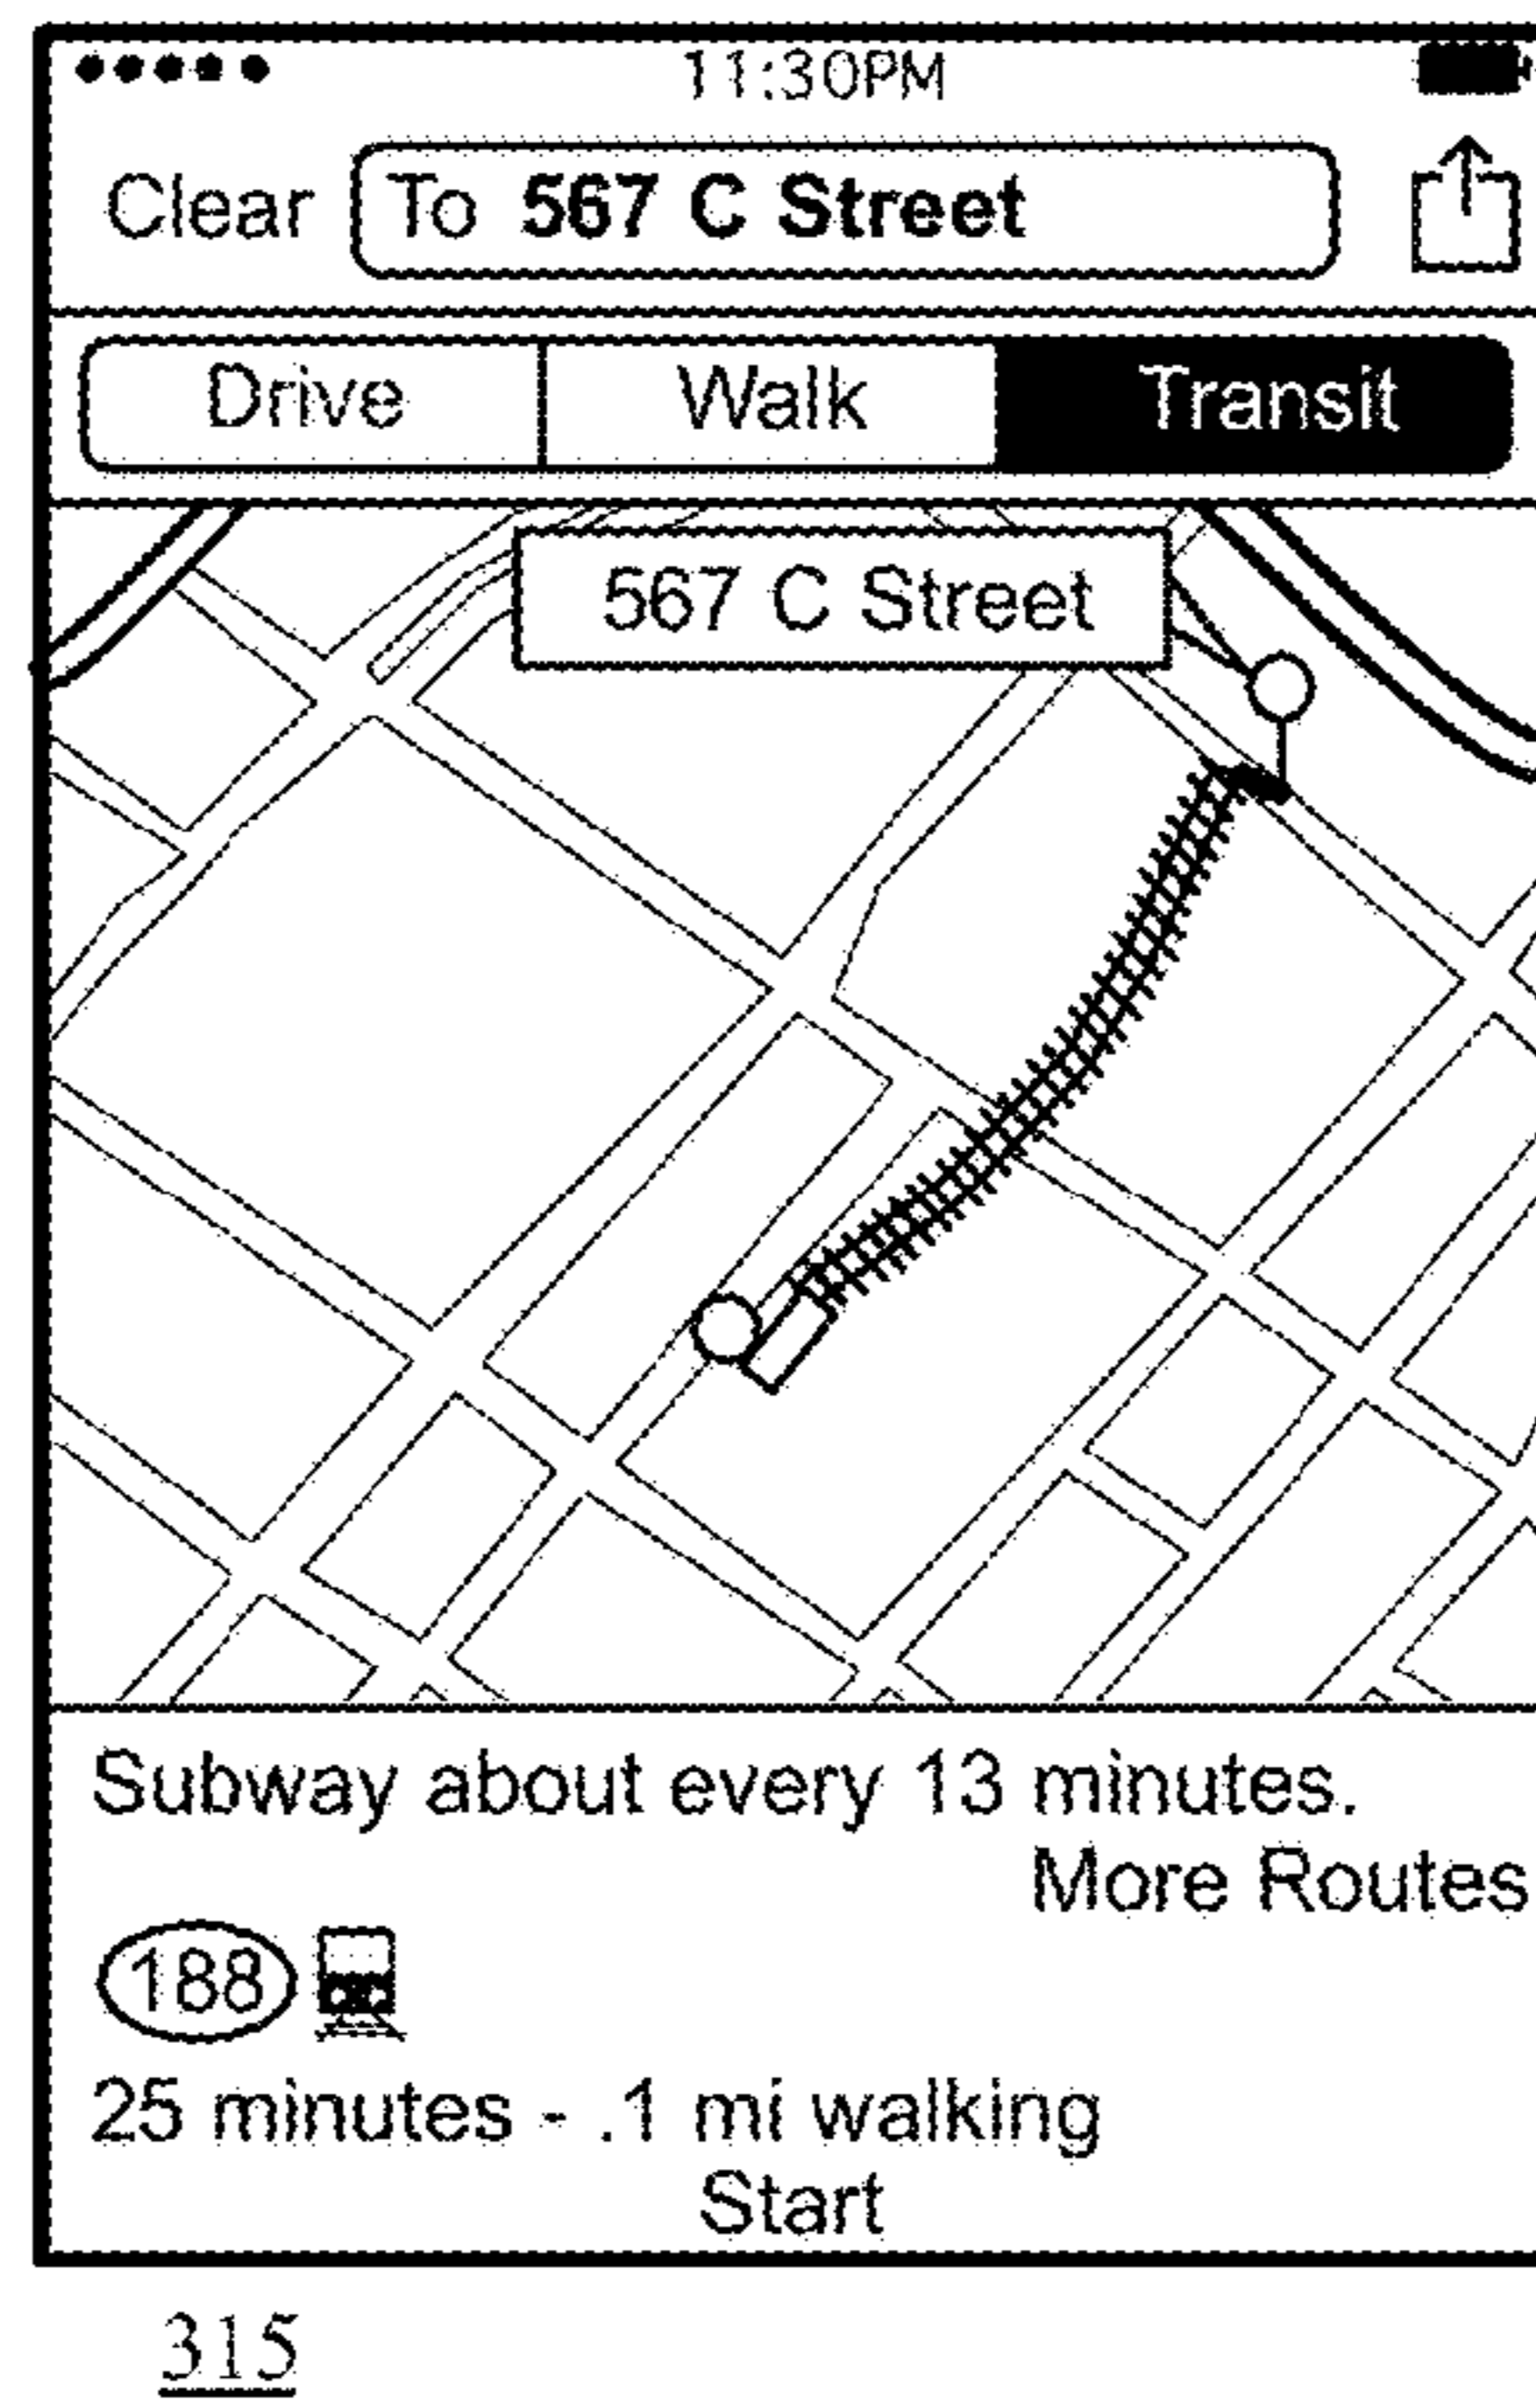 11:30PM
Clear To 567 C Street
Drive Walk Transit
567 C Street
Subway about every 13 minutes.
More Routes
188
25 minutes - .1 mi walking
Start
315